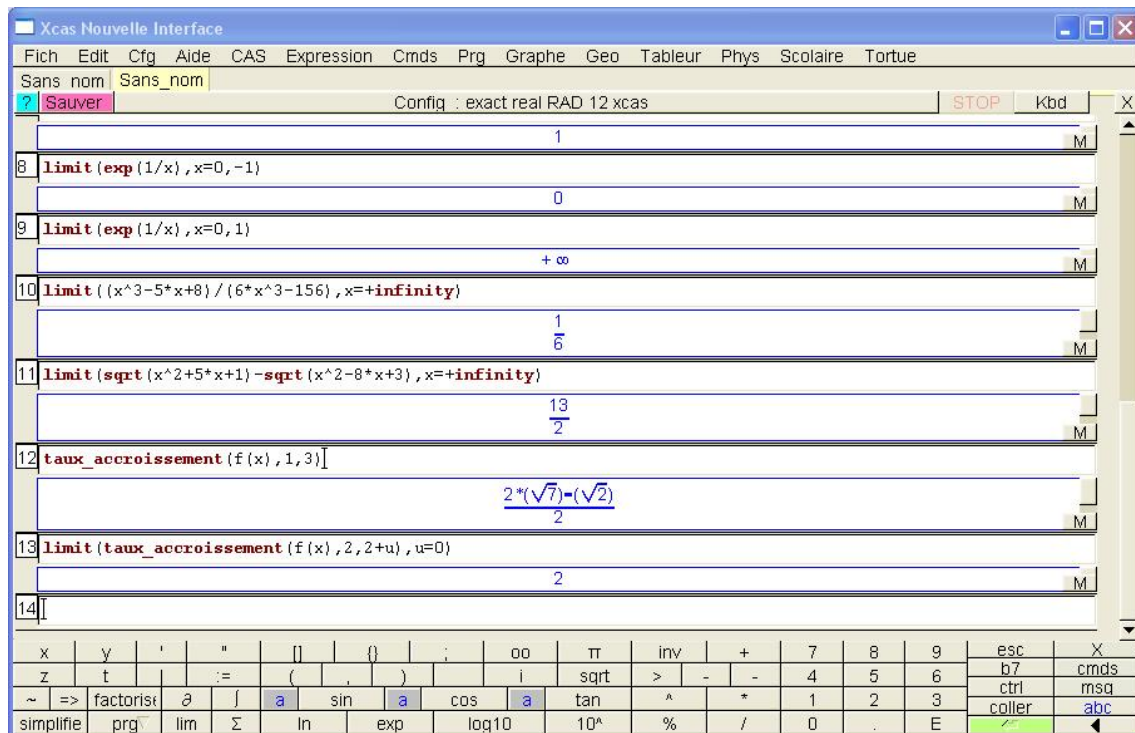 Xcas Nouvelle Interface
Fich Edit Cfg Aide CAS Expression Cmds Prg Graphe Geo Tableur Phys Scolaire Tortue
Sans nom Sans_nom
? Sauver Config : exact real RAD 12 xcas STOP Kbd X
1
M
8 limit(exp(1/x),x=0,-1)
0
M
9 limit(exp(1/x),x=0,1)
+∞
M
10 limit((x^3-5*x+8)/(6*x^3-156),x=+infinity)
1
6
M
11 limit(sqrt(x^2+5*x+1)-sqrt(x^2-8*x+3),x=+infinity)
13
2
M
12 taux_accroissement(f(x),1,3)
2*(√7)-(√2)
2
M
13 limit(taux_accroissement(f(x),2,2+u),u=0)
2
M
14
x y ' " [] {} ; oo π inv + 7 8 9 esc X
z t | := ( , ) i sqrt > - - 4 5 6 b7 cmds
~ => factorise ∂ ∫ a sin a cos a tan ^ * 1 2 3 ctrl msg
simplifie prg lim Σ ln exp log10 10^ % / 0 . E coller abc